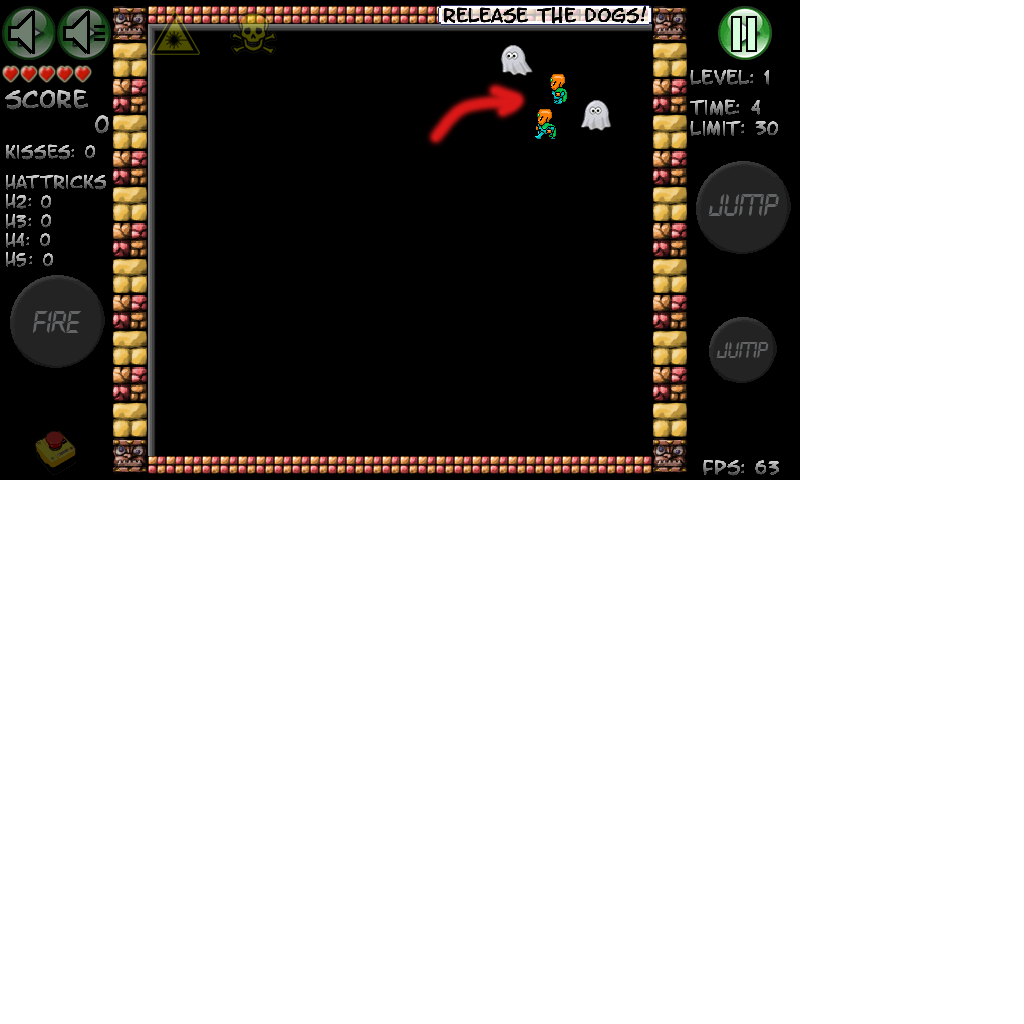 RELEASE THE DOGS!
SCORE
0
KISSES: 0
HATTRICKS
H2: 0
H3: 0
H4: 0
H5: 0
FIRE
LEVEL: 1
TIME: 4
LIMIT: 30
JUMP
JUMP
FPS: 63